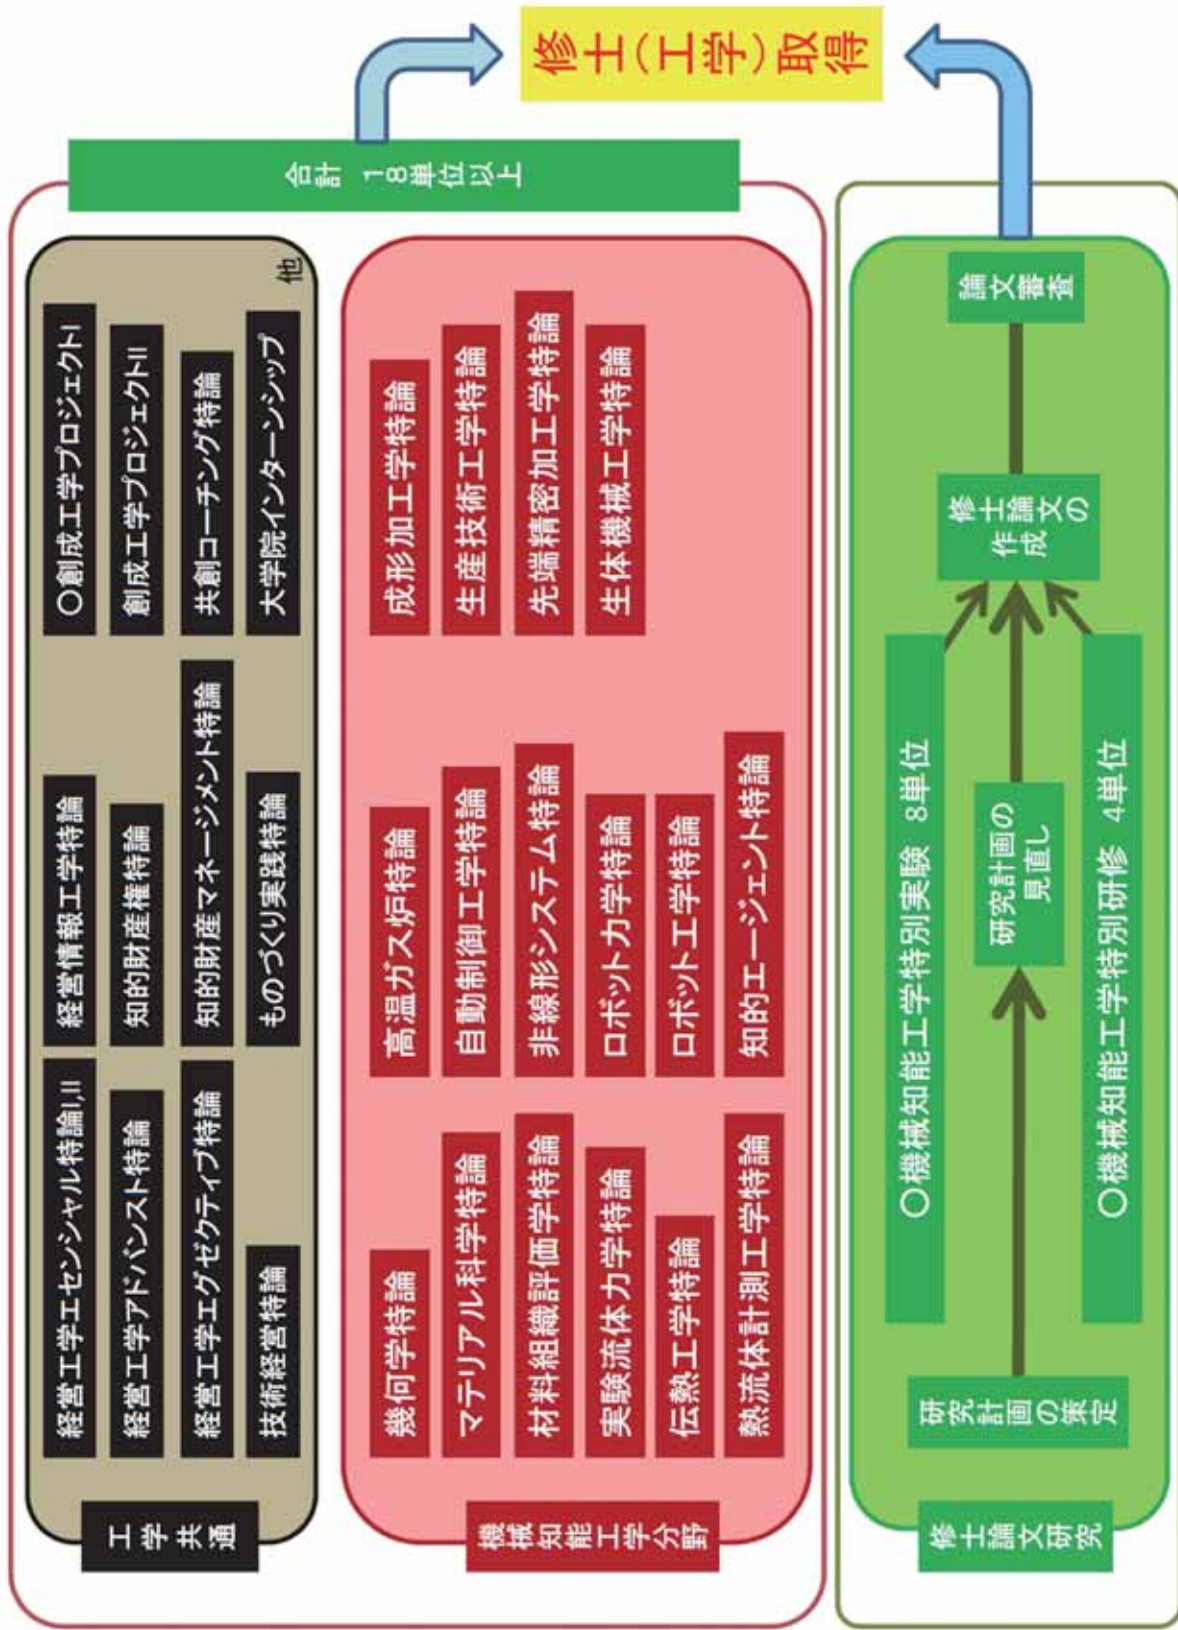 工学共通
経営工学エセンシャル特論I,II
経営工学アドバンスト特論
経営工学エグゼクティブ特論
技術経営特論
経営情報工学特論
知的財産権特論
知的財産マネージメント特論
ものづくり実践特論
〇創成工学プロジェクトI
創成工学プロジェクトII
共創コーチング特論
大学院インターンシップ
他
機械知能工学分野
幾何学特論
マテリアル科学特論
材料組織評価学特論
実験流体力学特論
伝熱工学特論
熱流体計測工学特論
高温ガス炉特論
自動制御工学特論
非線形システム特論
ロボット力学特論
ロボット工学特論
知的エージェント特論
成形加工学特論
生産技術工学特論
先端精密加工学特論
生体機械工学特論
合計 18単位以上
修士(工学)取得
修士論文研究
研究計画の策定
〇機械知能工学特別実験 8単位
研究計画の
見直し
〇機械知能工学特別研修 4単位
修士論文の
作成
論文審査